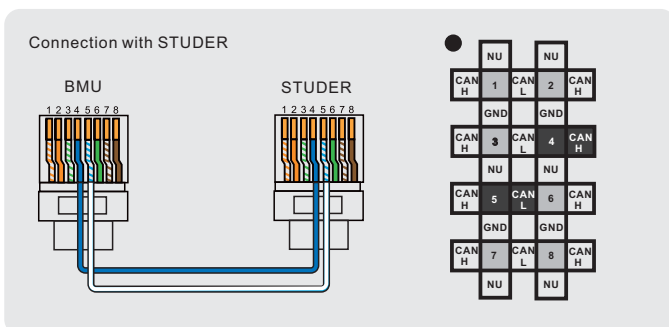 Connection with STUDER
BMU
STUDER
1 2 3 4 5 6 7 8
1 2 3 4 5 6 7 8
NU NU
CAN H 1 CAN L 2 CAN H
GND GND
CAN H 3 CAN L 4 CAN H
NU NU
CAN H 5 CAN L 6 CAN H
GND GND
CAN H 7 CAN L 8 CAN H
NU NU